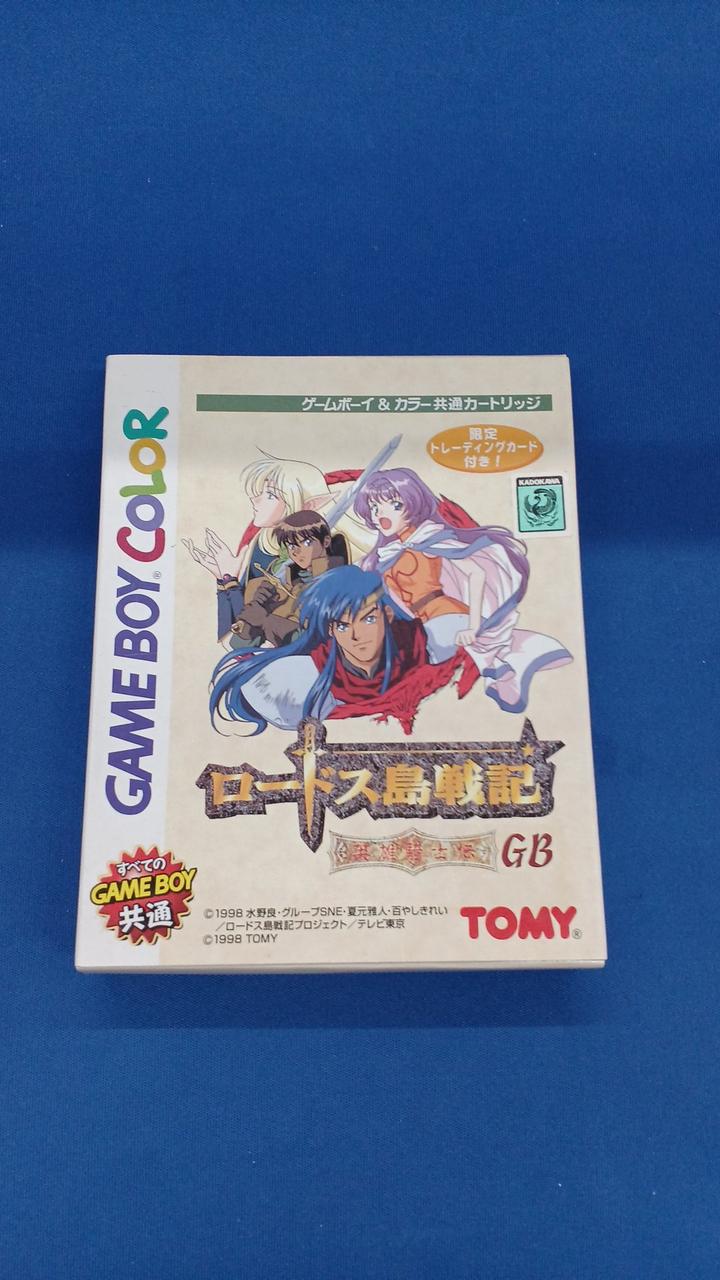 ゲームボーイ & カラー共通カートリッジ
限定
トレーディングカード
付き！
KADOKAWA
GAME BOY® COLOR
ロードス島戦記
英雄騎士伝 GB
すべての
GAME BOY
共通
©1998 水野良・グループSNE・夏元雅人・百やしきれい
／ロードス島戦記プロジェクト／テレビ東京
©1998 TOMY
TOMY®